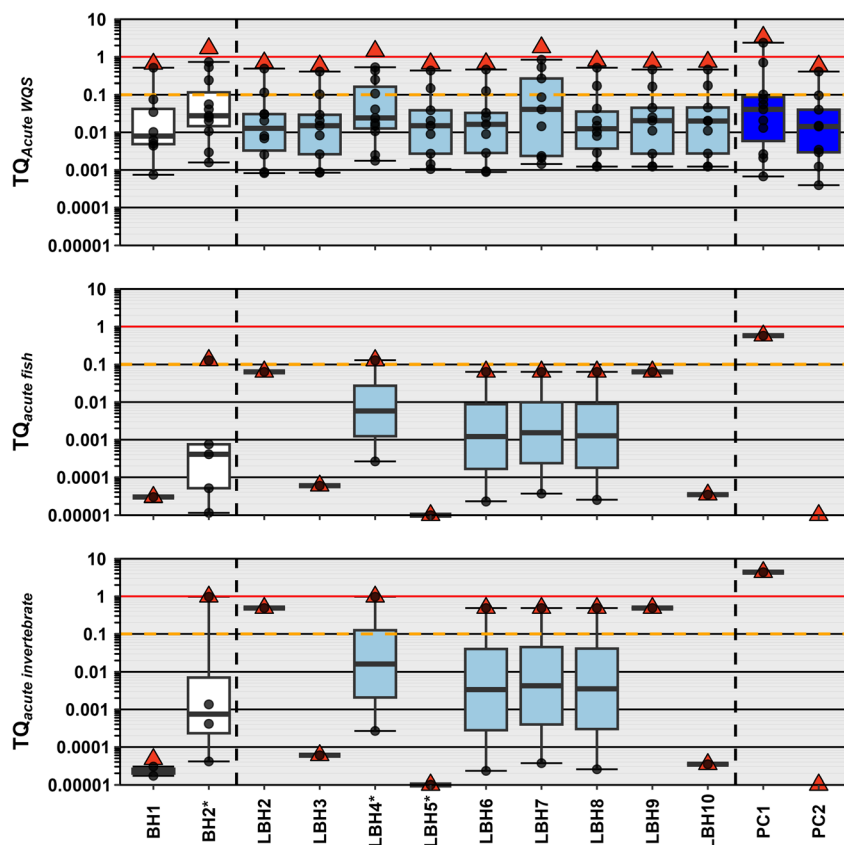 10
1
0.1
0.01
0.001
0.0001
0.00001
TQAcute WQS
10
1
0.1
0.01
0.001
0.0001
0.00001
TQacute fish
10
1
0.1
0.01
0.001
0.0001
0.00001
TQacute invertebrate
BH1
BH2*
LBH2
LBH3
LBH4*
LBH5*
LBH6
LBH7
LBH8
LBH9
LBH10
PC1
PC2